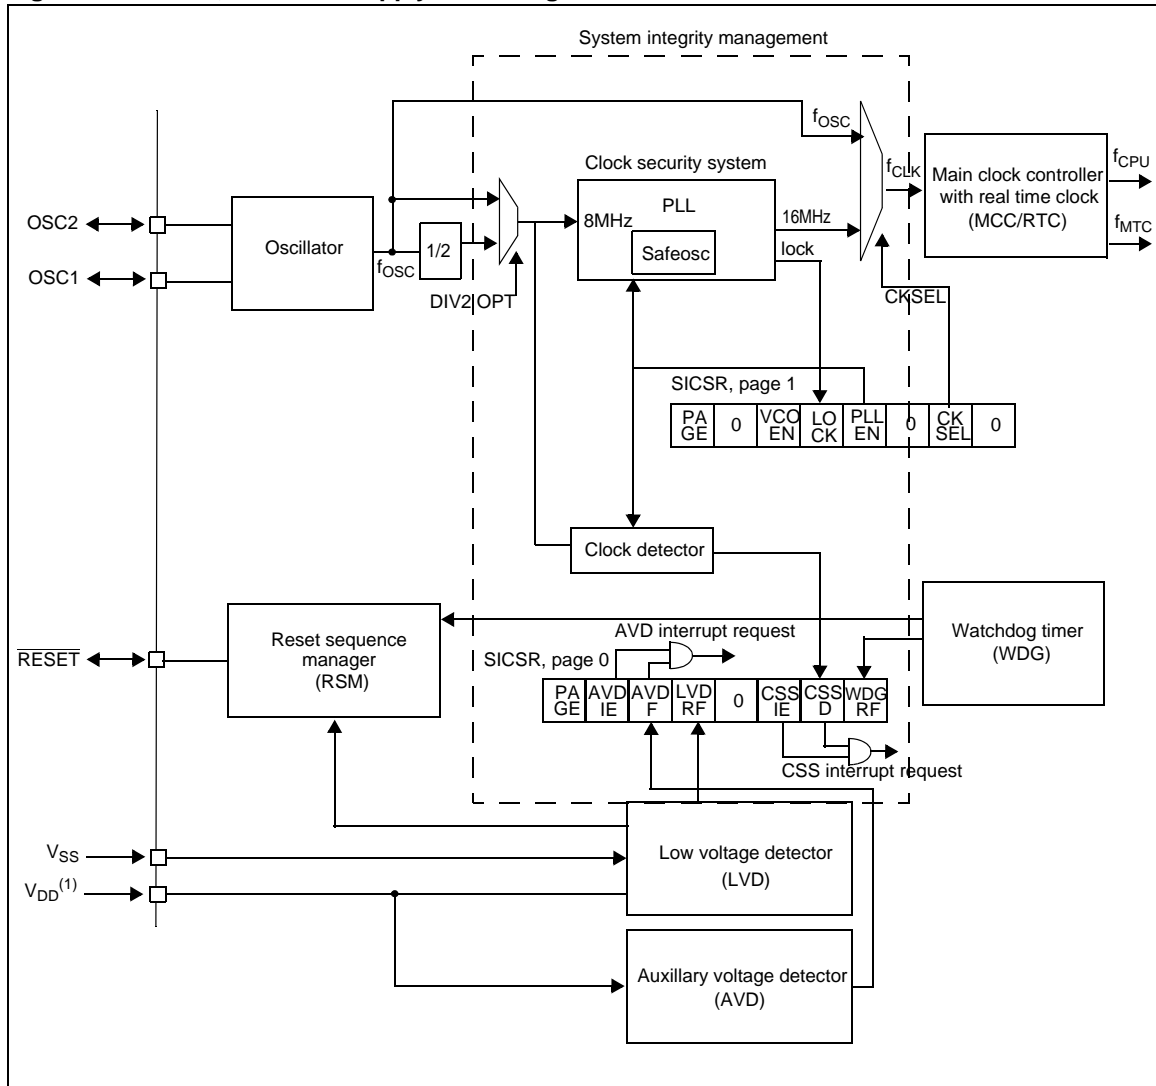 System integrity management
fOSC
Clock security system
fCLK
Main clock controller
with real time clock
(MCC/RTC)
fCPU
fMTC
OSC2
OSC1
Oscillator
fOSC
1/2
DIV2 OPT
8MHz
PLL
Safeosc
16MHz
lock
CKSEL
SICSR, page 1
PA GE
0
VCO EN
LO CK
PLL EN
0
CK SEL
0
Clock detector
RESET
Reset sequence
manager
(RSM)
AVD interrupt request
Watchdog timer
(WDG)
SICSR, page 0
PA GE
AVD IE
AVD F
LVD RF
0
CSS IE
CSS D
WDG RF
CSS interrupt request
VSS
VDD(1)
Low voltage detector
(LVD)
Auxillary voltage detector
(AVD)